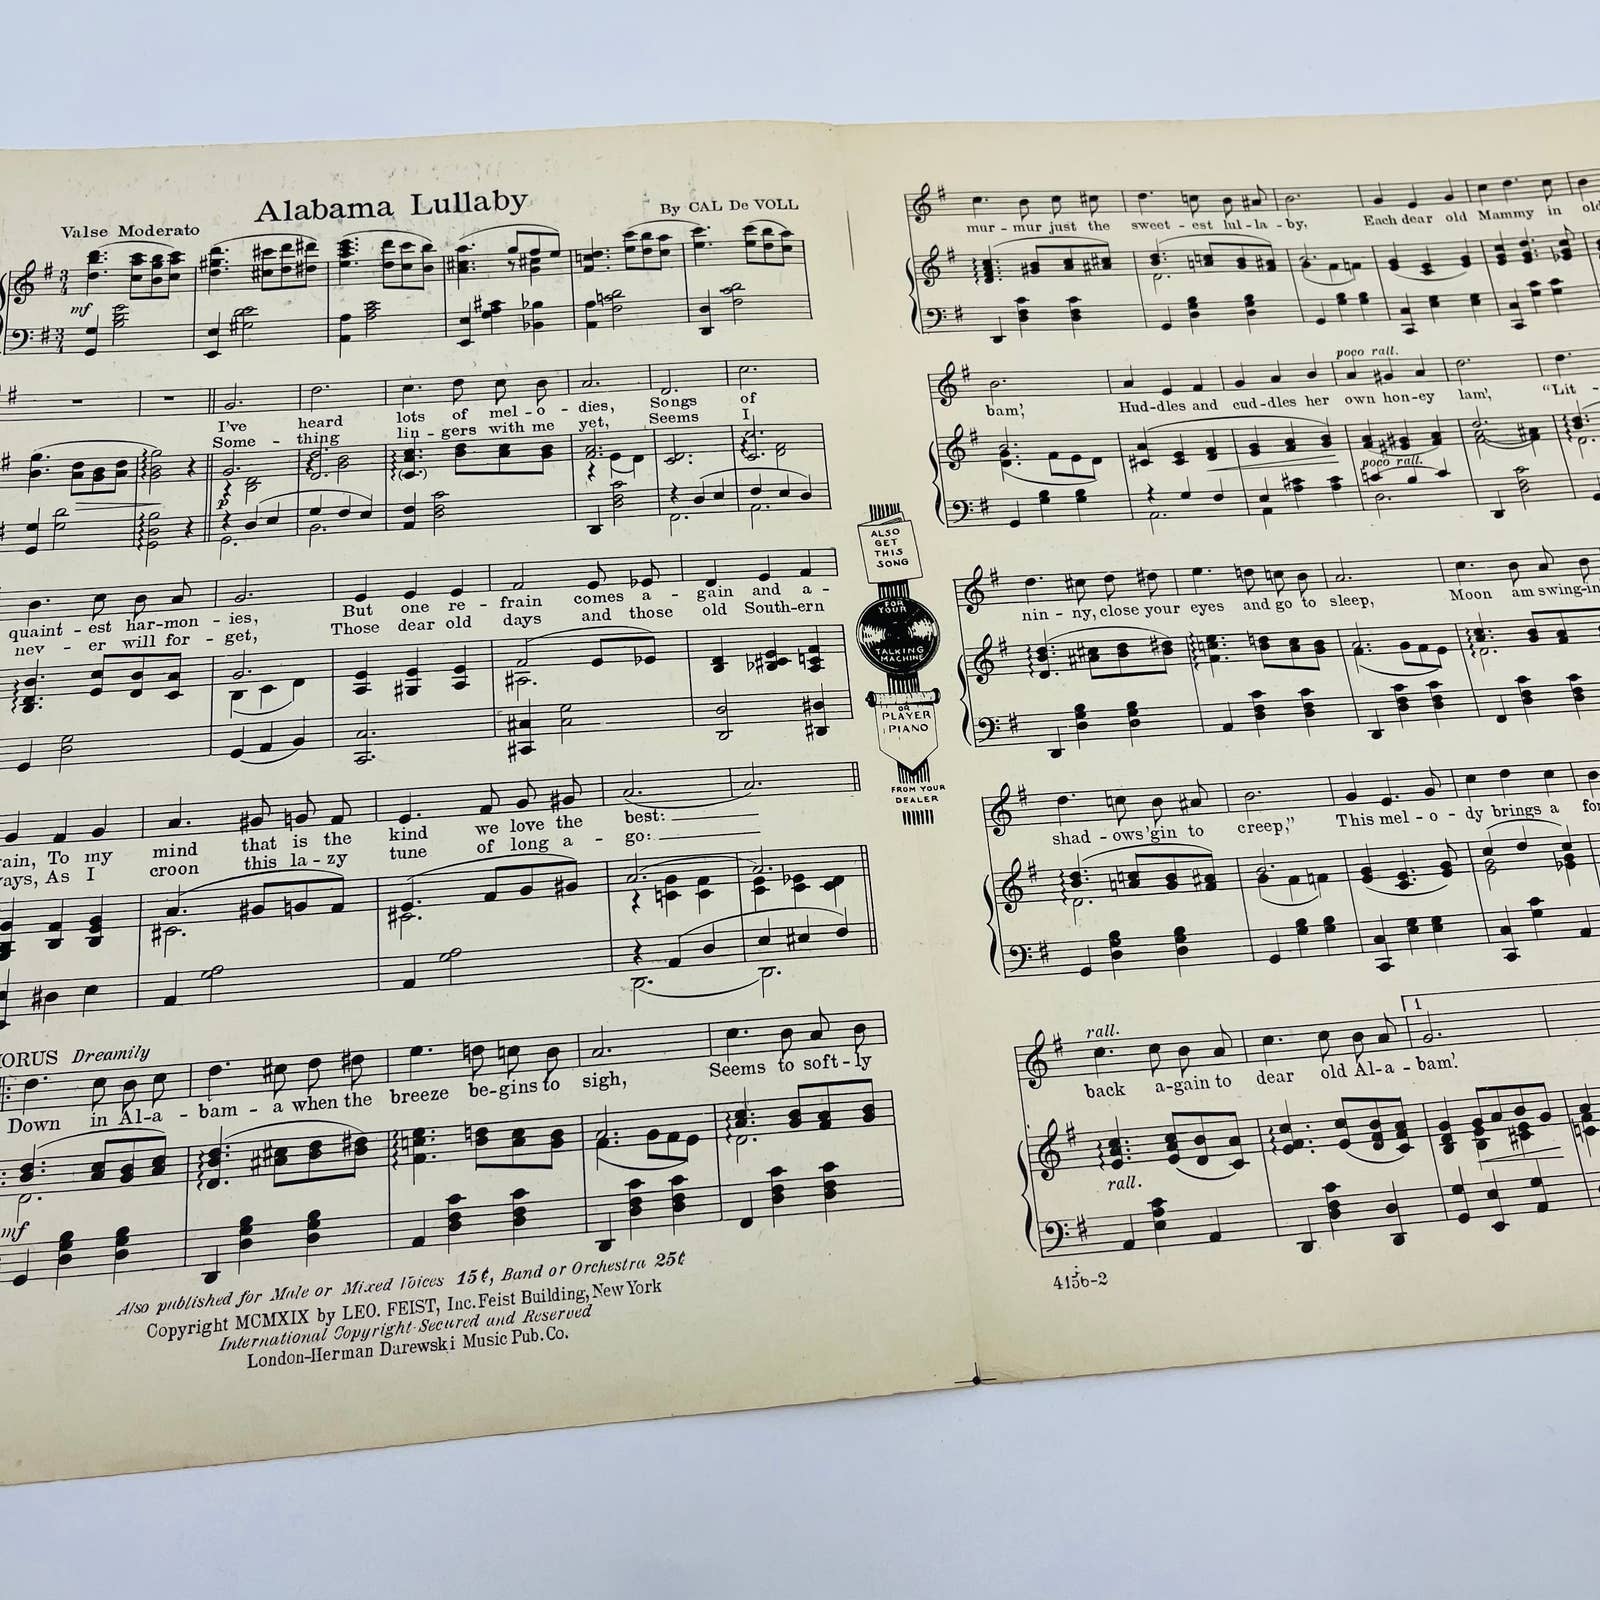 Alabama Lullaby
By CAL De VOLL
Valse Moderato
mf
I've heard lots of mel - o - dies, Songs of
Some - thing lin - gers with me yet, Seems I
p
quaint - est har - mon - ies, But one re - frain comes a - gain and a -
nev - er will for - get, Those dear old days and those old South - ern
To my mind that is the kind we love the best:
As I croon this la - zy tune of long a - go:
Dreamily
Down in Al - a - bam - a when the breeze be - gins to sigh, Seems to soft - ly
mf
Also published for Male or Mixed Voices 15¢, Band or Orchestra 25¢
Copyright MCMXIX by LEO. FEIST, Inc. Feist Building, New York
International Copyright Secured and Reserved
London-Herman Darewski Music Pub. Co.
ALSO
GET
THIS
SONG
FOR
YOUR
TALKING
MACHINE
OR
PLAYER
PIANO
FROM YOUR
DEALER
mur - mur just the sweet - est lul - la - by, Each dear old Mammy in
poco rall.
bam', Hud - dles and cud - dles her own hon - ey lam', "Lit -
poco rall.
nin - ny, close your eyes and go to sleep, Moon am
shad - ows 'gin to creep," This mel - o - dy brings a
rall.
1
back a - gain to dear old Al - a - bam'.
rall.
4156-2